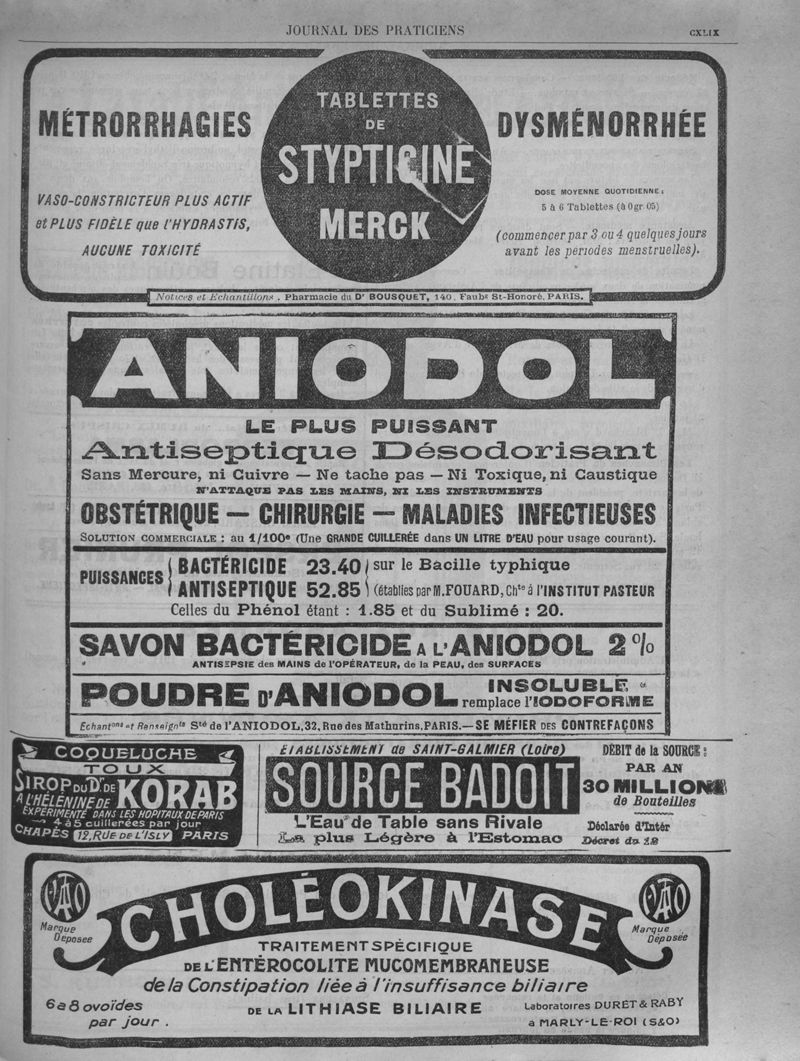 JOURNAL DES PRATICIENS
CXLIX
MÉTRORRHAGIES
VASO-CONSTRICTEUR PLUS ACTIF
et PLUS FIDÈLE que l'HYDRASTIS,
AUCUNE TOXICITÉ
TABLETTES
DE
STYPTICINE
MERCK
DYSMÉNORRHÉE
DOSE MOYENNE QUOTIDIENNE:
5 à 6 Tablettes (à 0 gr. 05)
(commencer par 3 ou 4 quelques jours
avant les périodes menstruelles).
Notices et Echantillons. Pharmacie du Dr BOUSQUET, 140, Faubg St-Honoré, PARIS.
ANIODOL
LE PLUS PUISSANT
Antiseptique Désodorisant
Sans Mercure, ni Cuivre — Ne tache pas — Ni Toxique, ni Caustique
N'ATTAQUE PAS LES MAINS, NI LES INSTRUMENTS
OBSTÉTRIQUE — CHIRURGIE — MALADIES INFECTIEUSES
SOLUTION COMMERCIALE : au 1/100e (Une GRANDE CUILLERÉE dans UN LITRE D'EAU pour usage courant).
PUISSANCES
BACTÉRICIDE 23.40 sur le Bacille typhique
ANTISEPTIQUE 52.85 (établies par M. FOUARD, Chte à l'INSTITUT PASTEUR
Celles du Phénol étant : 1.85 et du Sublimé : 20.
SAVON BACTÉRICIDE A L'ANIODOL 2 %
ANTISEPSIE des MAINS de l'OPÉRATEUR, de la PEAU, des SURFACES
POUDRE D'ANIODOL INSOLUBLE
remplace l'IODOFORME
Echantons et Renseignts Sté de l'ANIODOL, 32, Rue des Mathurins, PARIS. — SE MÉFIER DES CONTREFAÇONS
COQUELUCHE
TOUX
SIROP DU Dr DE KORAB
A L'HÉLÉNINE DE
EXPÉRIMENTÉ DANS LES HOPITAUX DE PARIS
4 à 5 cuillerées par jour
CHAPÈS 12, RUE DE L'ISLY PARIS
ÉTABLISSEMENT de SAINT-GALMIER (Loire)
SOURCE BADOIT
L'Eau de Table sans Rivale
La plus Légère à l'Estomac
DÉBIT de la SOURCE:
PAR AN
30 MILLIONS
de Bouteilles
Déclarée d'Intér
Décret du 12
CHOLÉOKINASE
Marque
Déposée
Marque
Déposée
TRAITEMENT SPÉCIFIQUE
DE L'ENTÉROCOLITE MUCOMEMBRANEUSE
de la Constipation liée à l'insuffisance biliaire
DE LA LITHIASE BILIAIRE
6 à 8 ovoïdes
par jour.
Laboratoires DURET & RABY
à MARLY-LE-ROI (S&O)